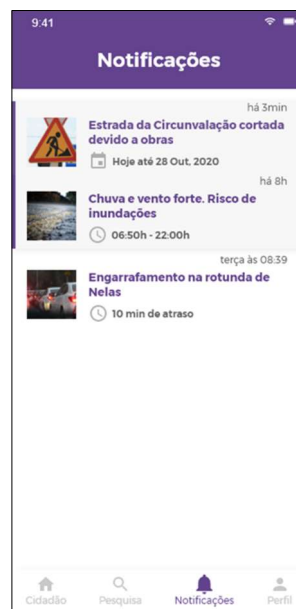 9:41
Notificações
há 3min
Estrada da Circunvalação cortada
devido a obras
Hoje até 28 Out, 2020
há 8h
Chuva e vento forte. Risco de
inundações
06:50h - 22:00h
terça às 08:39
Engarrafamento na rotunda de
Nelas
10 min de atraso
Cidadão
Pesquisa
Notificações
Perfil